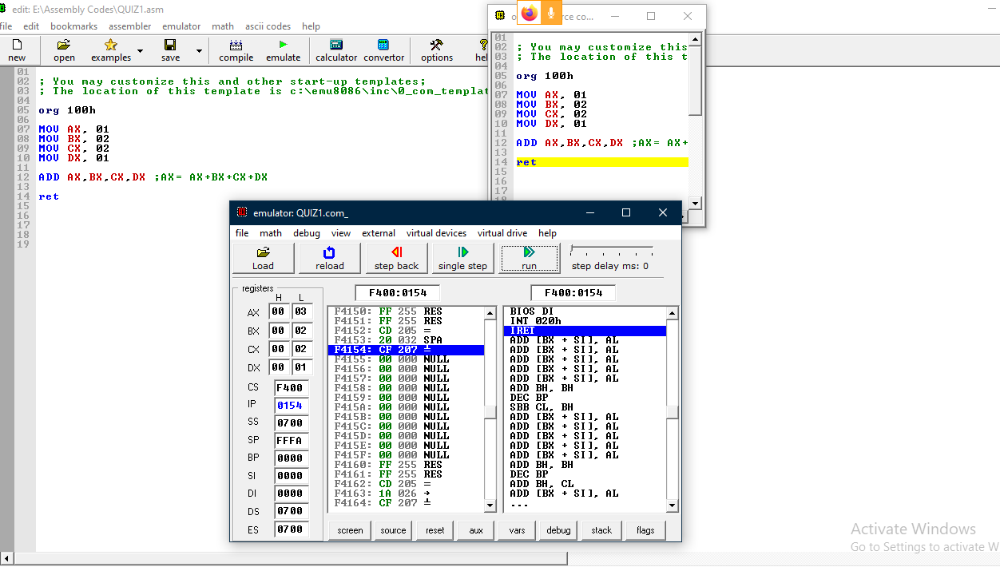 edit: E:\Assembly Codes\QUIZ1.asm
file edit bookmarks assembler emulator math ascii codes help
new open examples save compile emulate calculator convertor options hel
01
02 ; You may customize this and other start-up templates;
03 ; The location of this template is c:\emu8086\inc\0_com_templat
04
05 org 100h
06
07 MOV AX, 01
08 MOV BX, 02
09 MOV CX, 02
10 MOV DX, 01
11
12 ADD AX,BX,CX,DX ;AX= AX+BX+CX+DX
13
14 ret
15
16
17
18
19
rce co...
01
02 ; You may customize this
03 ; The location of this t
04
05 org 100h
06
07 MOV AX, 01
08 MOV BX, 02
09 MOV CX, 02
10 MOV DX, 01
11
12 ADD AX,BX,CX,DX ;AX= AX+
13
14 ret
15
16
17
18
emulator: QUIZ1.com_
file math debug view external virtual devices virtual drive help
Load reload step back single step run step delay ms: 0
registers
H L
AX 00 03
BX 00 02
CX 00 02
DX 00 01
CS F400
IP 0154
SS 0700
SP FFFA
BP 0000
SI 0000
DI 0000
DS 0700
ES 0700
F400:0154
F4150: FF 255 RES
F4151: FF 255 RES
F4152: CD 205 =
F4153: 20 032 SPA
F4154: CF 207 ╧
F4155: 00 000 NULL
F4156: 00 000 NULL
F4157: 00 000 NULL
F4158: 00 000 NULL
F4159: 00 000 NULL
F415A: 00 000 NULL
F415B: 00 000 NULL
F415C: 00 000 NULL
F415D: 00 000 NULL
F415E: 00 000 NULL
F415F: 00 000 NULL
F4160: FF 255 RES
F4161: FF 255 RES
F4162: CD 205 =
F4163: 1A 026 →
F4164: CF 207 ╧
F400:0154
BIOS DI
INT 020h
IRET
ADD [BX + SI], AL
ADD [BX + SI], AL
ADD [BX + SI], AL
ADD [BX + SI], AL
ADD [BX + SI], AL
ADD BH, BH
DEC BP
SBB CL, BH
ADD [BX + SI], AL
ADD [BX + SI], AL
ADD [BX + SI], AL
ADD [BX + SI], AL
ADD [BX + SI], AL
ADD BH, BH
DEC BP
ADD BH, CL
ADD [BX + SI], AL
...
screen source reset aux vars debug stack flags
Activate Windows
Go to Settings to activate W